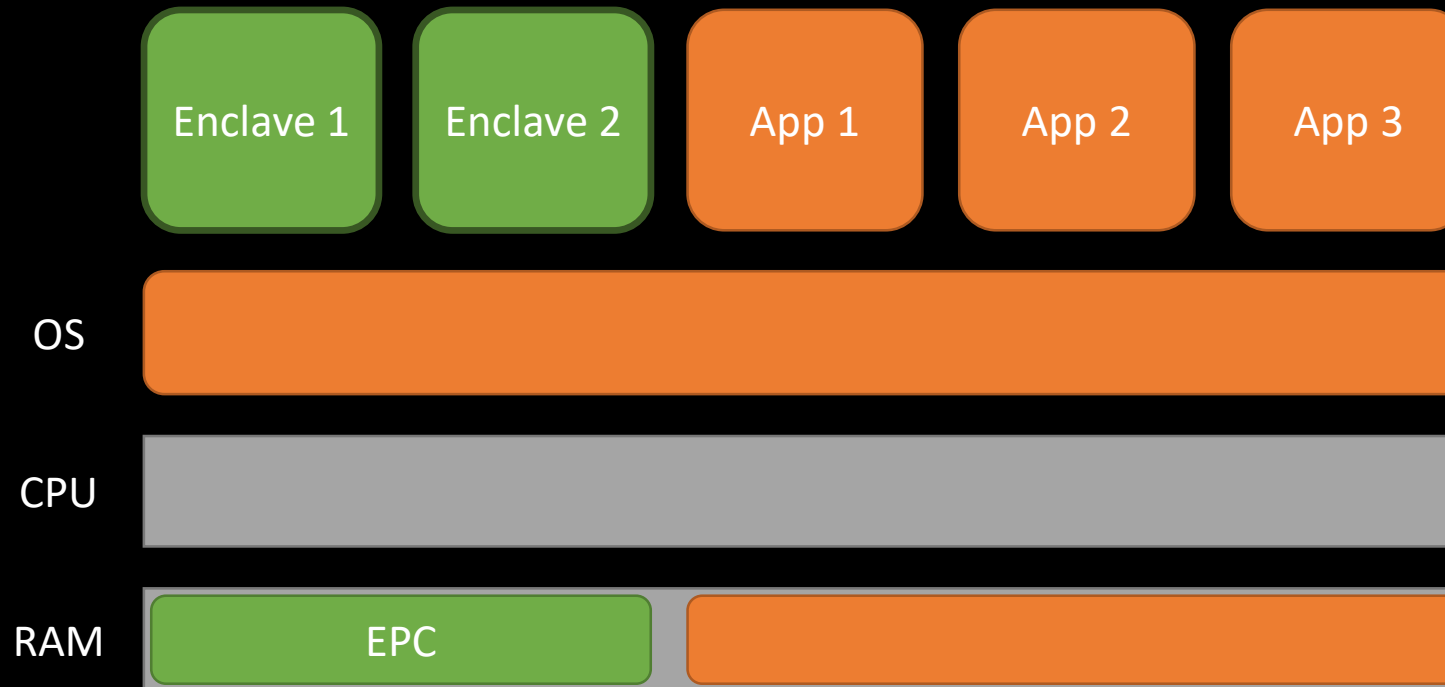 Enclave 1
Enclave 2
App 1
App 2
App 3
OS
CPU
RAM
EPC